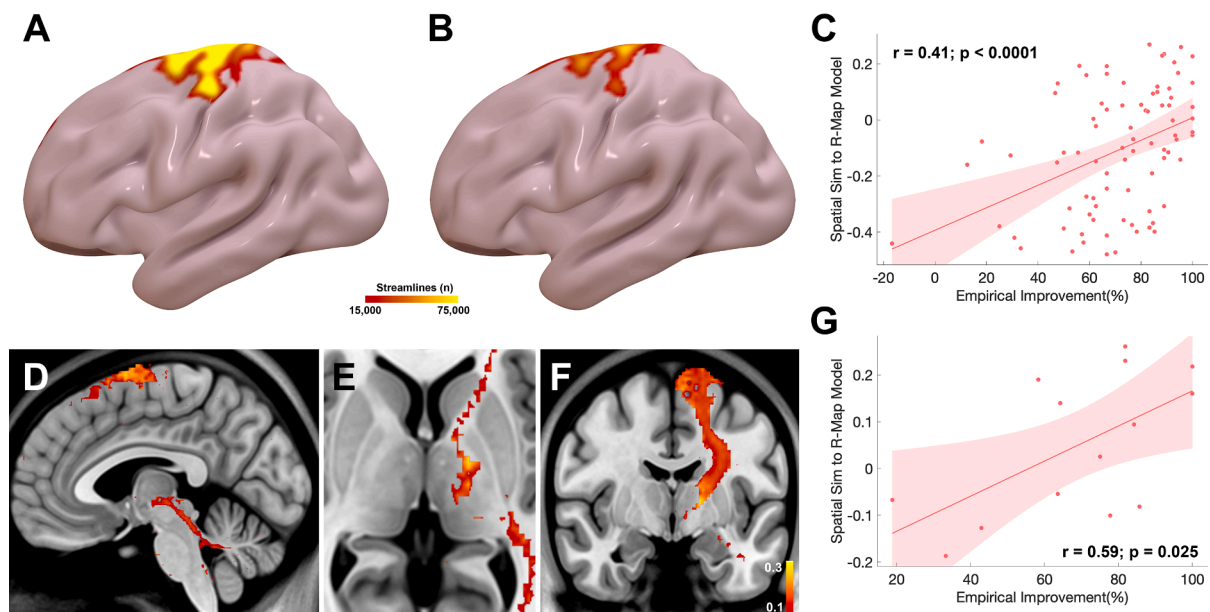 A
B
C
r = 0.41; p < 0.0001
Spatial Sim to R-Map Model
0.2
0
-0.2
-0.4
-20
0
20
40
60
80
100
Empirical Improvement(%)
Streamlines (n)
15,000
75,000
D
E
F
0.3
0.1
G
Spatial Sim to R-Map Model
0.3
0.2
0.1
0
-0.1
-0.2
r = 0.59; p = 0.025
20
40
60
80
100
Empirical Improvement(%)